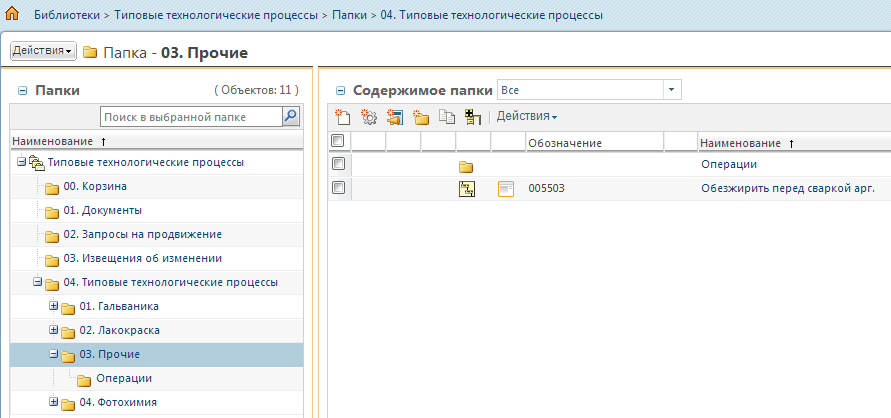 Библиотеки > Типовые технологические процессы > Папки > 04. Типовые технологические процессы
Действия Папка - 03. Прочие
Папки ( Объектов: 11 )
Поиск в выбранной папке
Наименование ↑
Типовые технологические процессы
00. Корзина
01. Документы
02. Запросы на продвижение
03. Извещения об изменении
04. Типовые технологические процессы
01. Гальваника
02. Лакокраска
03. Прочие
Операции
04. Фотохимия
Содержимое папки Все
Действия
Обозначение Наименование ↑
Операции
005503 Обезжирить перед сваркой арг.